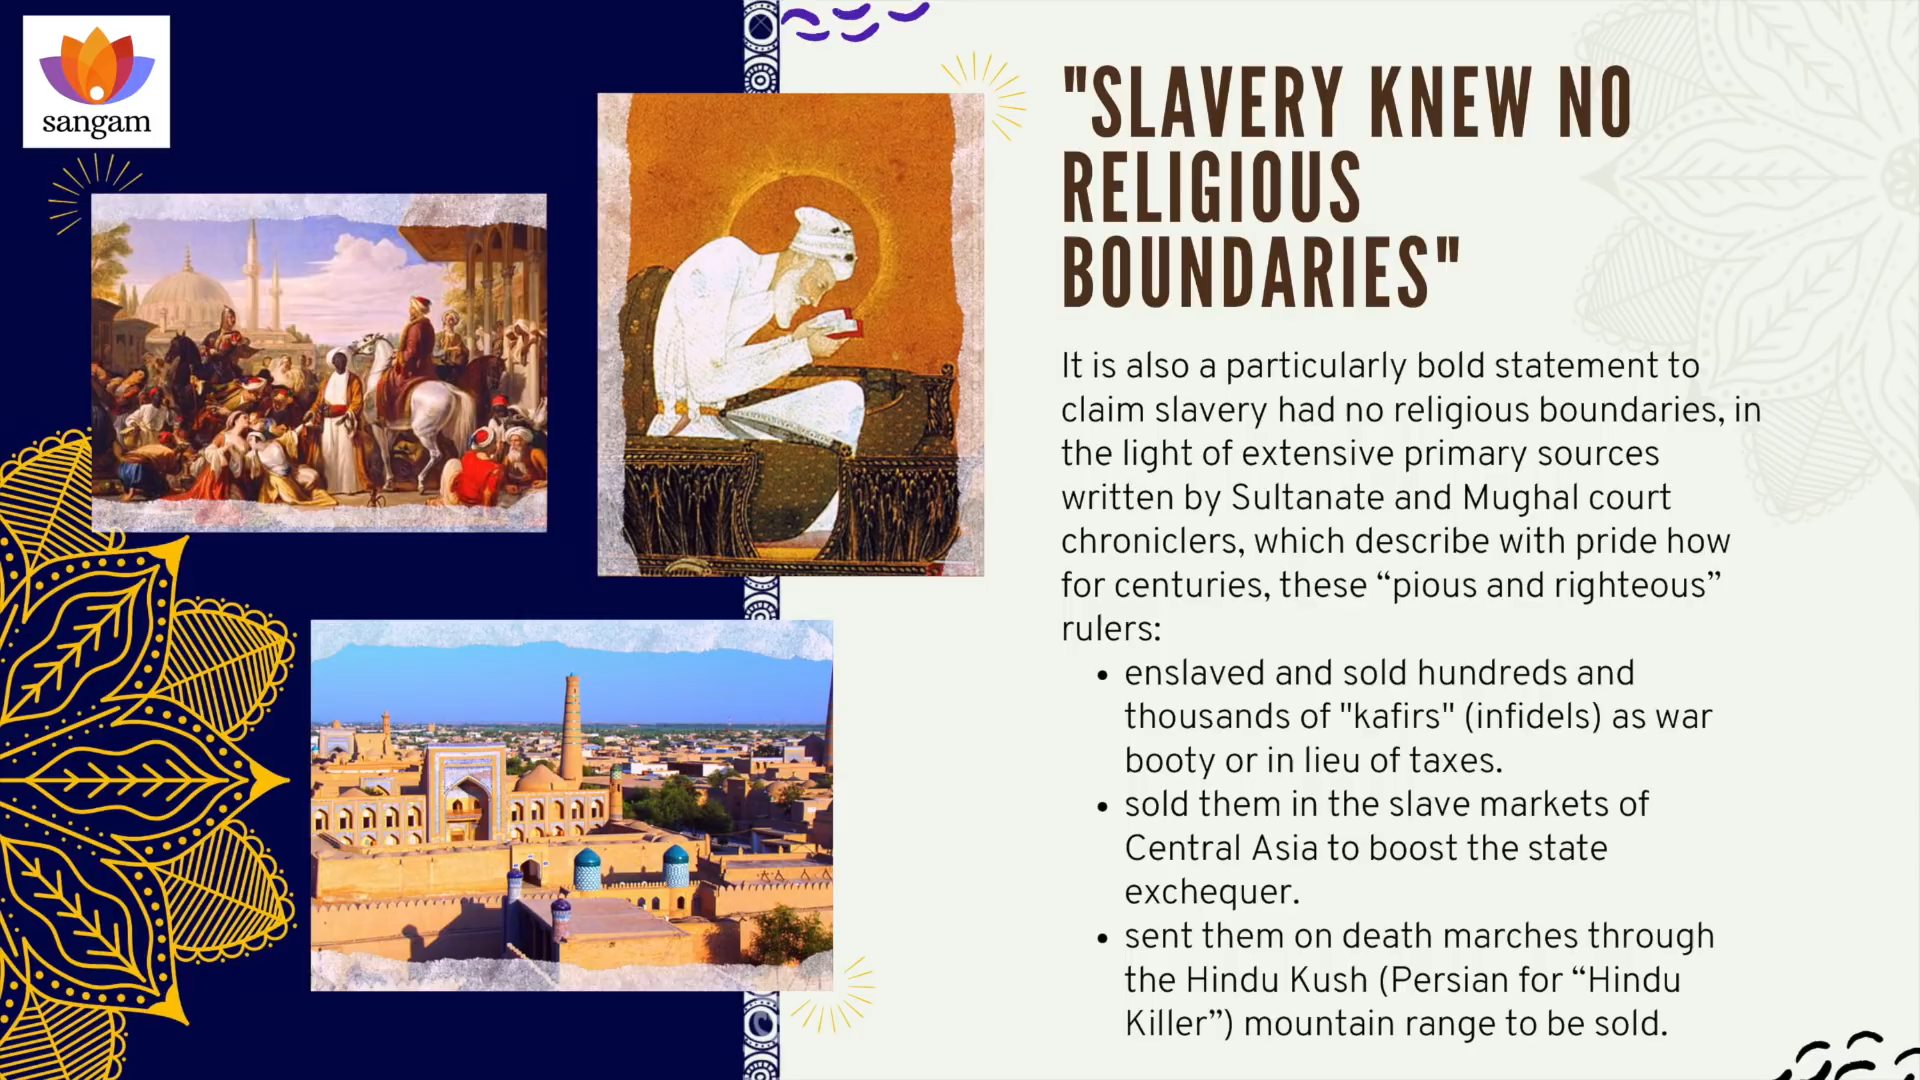 sangam
"SLAVERY KNEW NO
RELIGIOUS
BOUNDARIES"
It is also a particularly bold statement to
claim slavery had no religious boundaries, in
the light of extensive primary sources
written by Sultanate and Mughal court
chroniclers, which describe with pride how
for centuries, these “pious and righteous”
rulers:
• enslaved and sold hundreds and
thousands of "kafirs" (infidels) as war
booty or in lieu of taxes.
• sold them in the slave markets of
Central Asia to boost the state
exchequer.
• sent them on death marches through
the Hindu Kush (Persian for “Hindu
Killer”) mountain range to be sold.